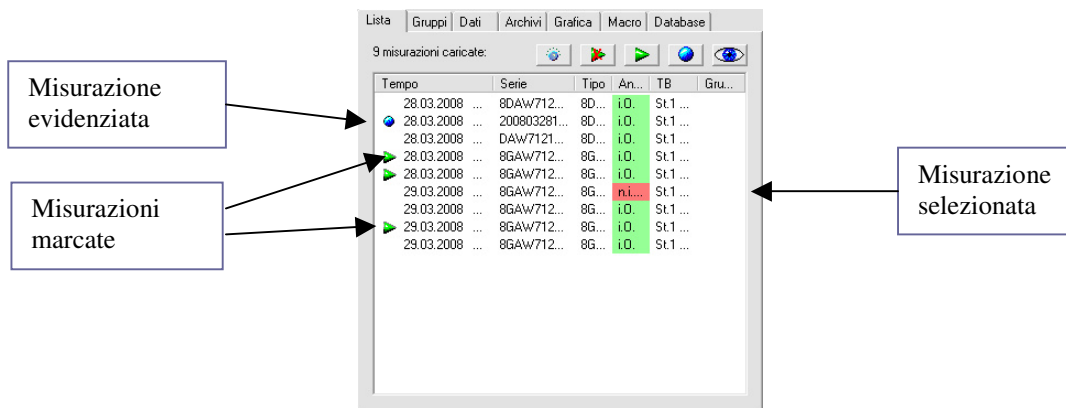 Lista Gruppi Dati Archivi Grafica Macro Database
9 misurazioni caricate:
Tempo Serie Tipo An... TB Gru...
28.03.2008 ... 8DAW712... 8D... i.O. St.1 ...
28.03.2008 ... 200803281... 8D... i.O. St.1 ...
28.03.2008 ... DAW7121... 8D... i.O. St.1 ...
28.03.2008 ... 8GAW712... 8G... i.O. St.1 ...
28.03.2008 ... 8GAW712... 8G... i.O. St.1 ...
29.03.2008 ... 8GAW712... 8G... n.i.... St.1 ...
29.03.2008 ... 8GAW712... 8G... i.O. St.1 ...
29.03.2008 ... 8GAW712... 8G... i.O. St.1 ...
29.03.2008 ... 8GAW712... 8G... i.O. St.1 ...
Misurazione
evidenziata
Misurazioni
marcate
Misurazione
selezionata